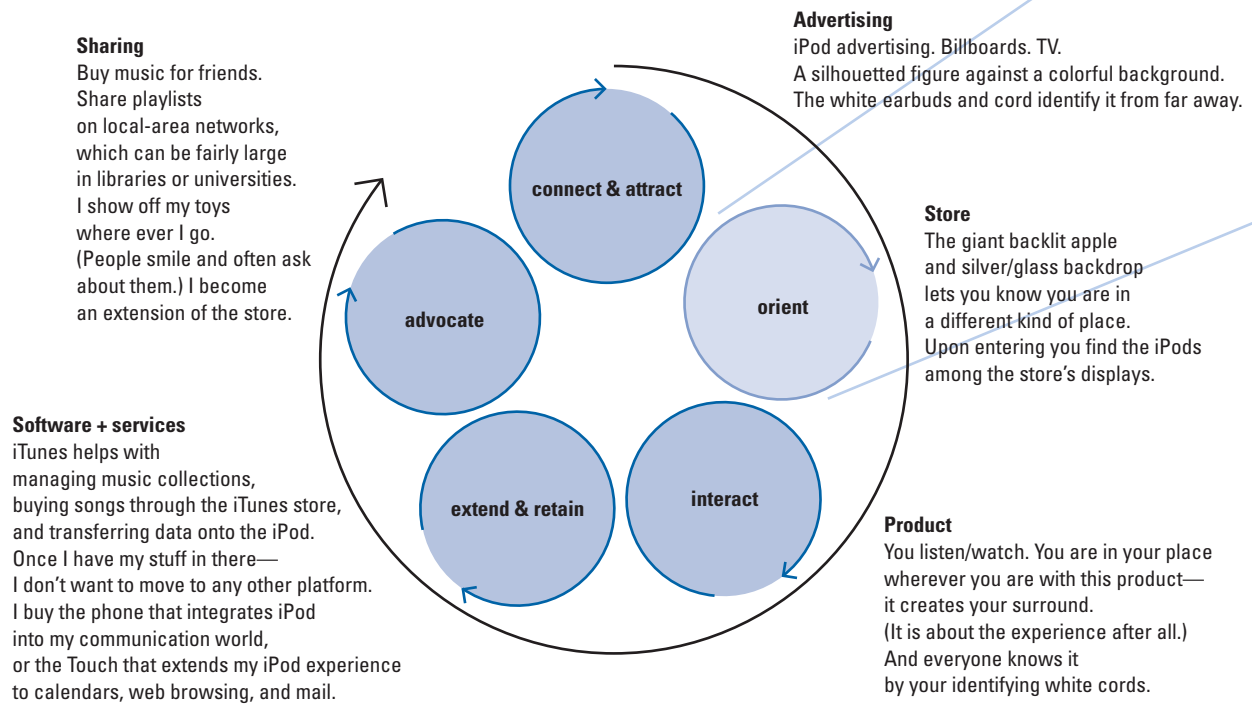 Advertising
iPod advertising. Billboards. TV.
A silhouetted figure against a colorful background.
The white earbuds and cord identify it from far away.
connect & attract
Store
The giant backlit apple
and silver/glass backdrop
lets you know you are in
a different kind of place.
Upon entering you find the iPods
among the store's displays.
orient
Product
You listen/watch. You are in your place
wherever you are with this product—
it creates your surround.
(It is about the experience after all.)
And everyone knows it
by your identifying white cords.
interact
Software + services
iTunes helps with
managing music collections,
buying songs through the iTunes store,
and transferring data onto the iPod.
Once I have my stuff in there—
I don't want to move to any other platform.
I buy the phone that integrates iPod
into my communication world,
or the Touch that extends my iPod experience
to calendars, web browsing, and mail.
extend & retain
Sharing
Buy music for friends.
Share playlists
on local-area networks,
which can be fairly large
in libraries or universities.
I show off my toys
where ever I go.
(People smile and often ask
about them.) I become
an extension of the store.
advocate